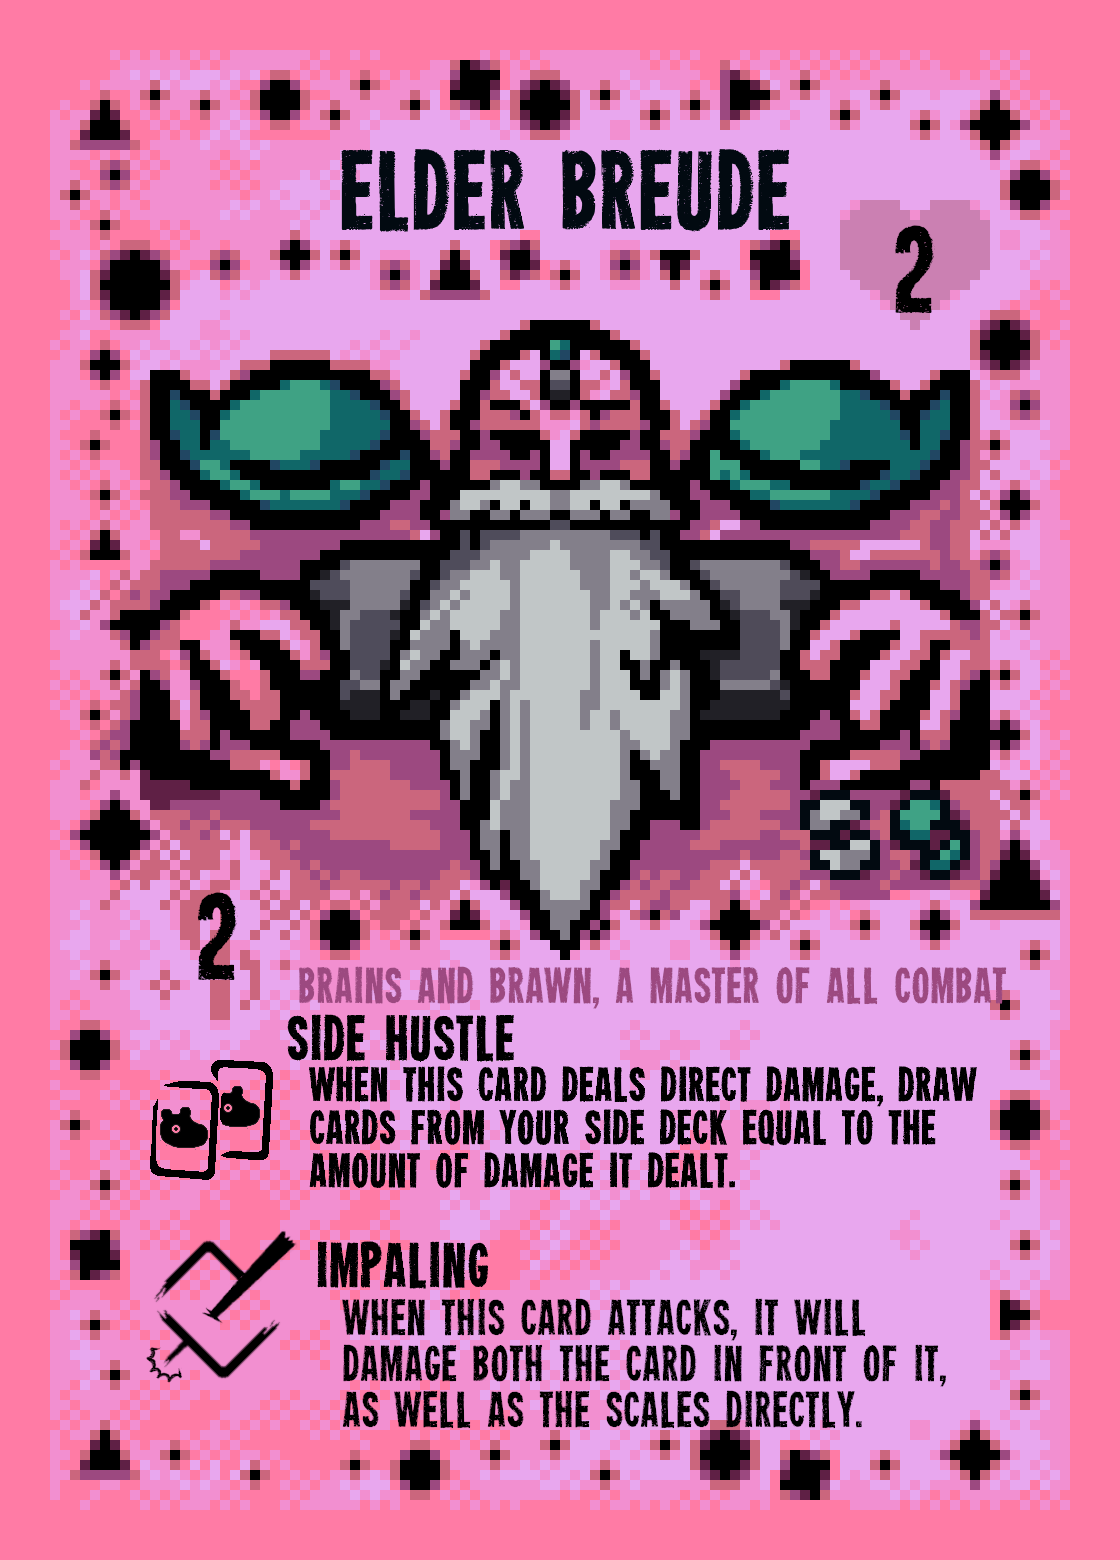 ELDER BREUDE
2
2
BRAINS AND BRAWN, A MASTER OF ALL COMBAT.
SIDE HUSTLE
WHEN THIS CARD DEALS DIRECT DAMAGE, DRAW
CARDS FROM YOUR SIDE DECK EQUAL TO THE
AMOUNT OF DAMAGE IT DEALT.
IMPALING
WHEN THIS CARD ATTACKS, IT WILL
DAMAGE BOTH THE CARD IN FRONT OF IT,
AS WELL AS THE SCALES DIRECTLY.